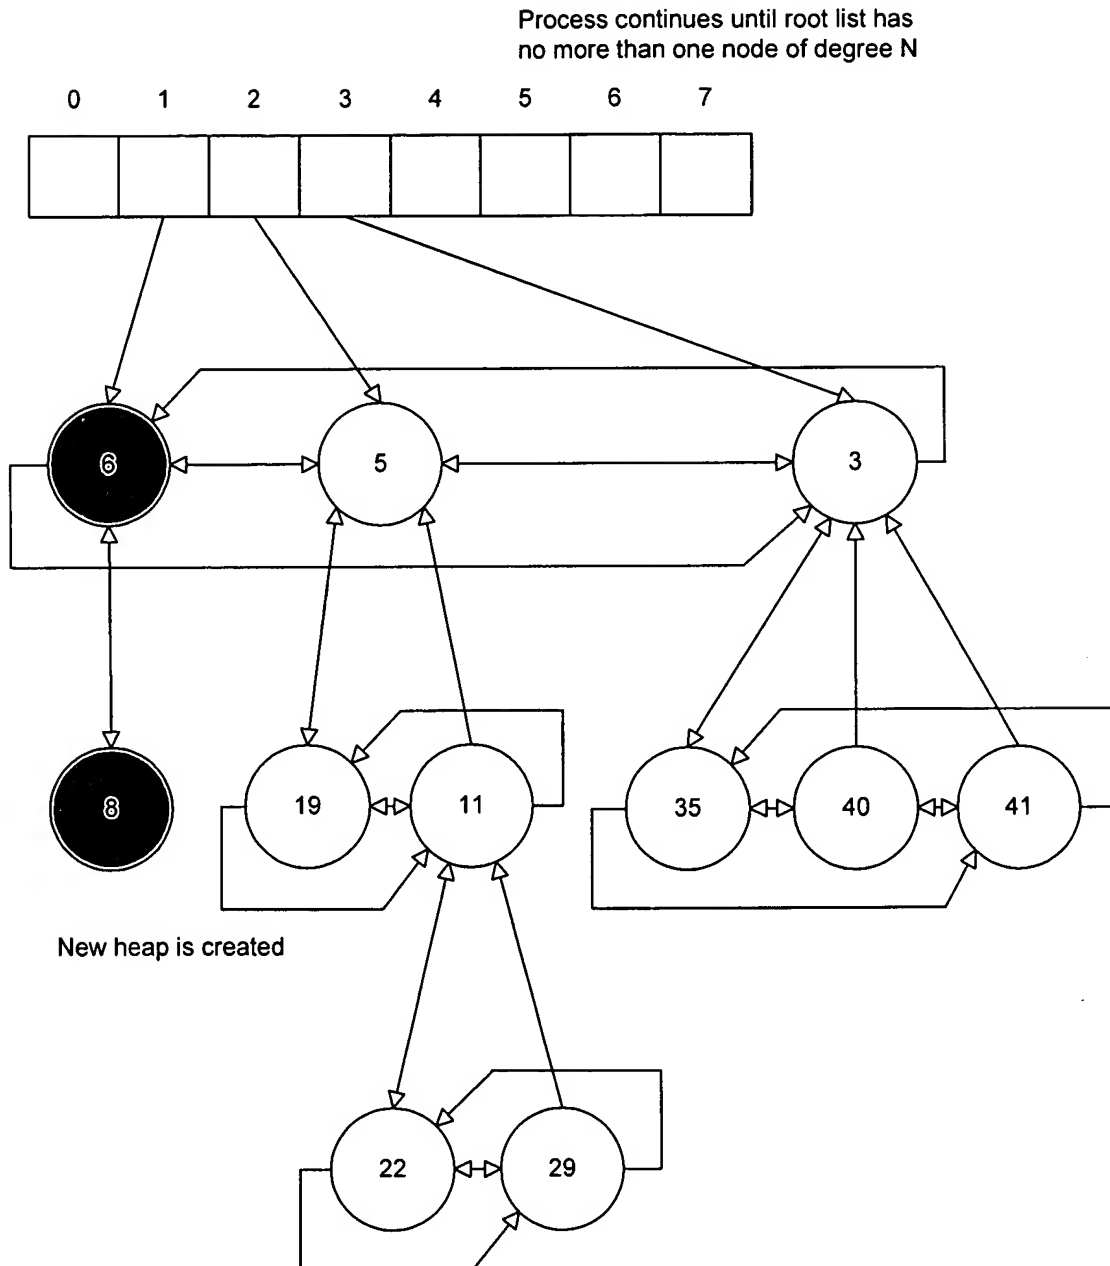 Process continues until root list has
no more than one node of degree N
0 1 2 3 4 5 6 7
6 5 3
8 19 11 35 40 41
New heap is created
22 29